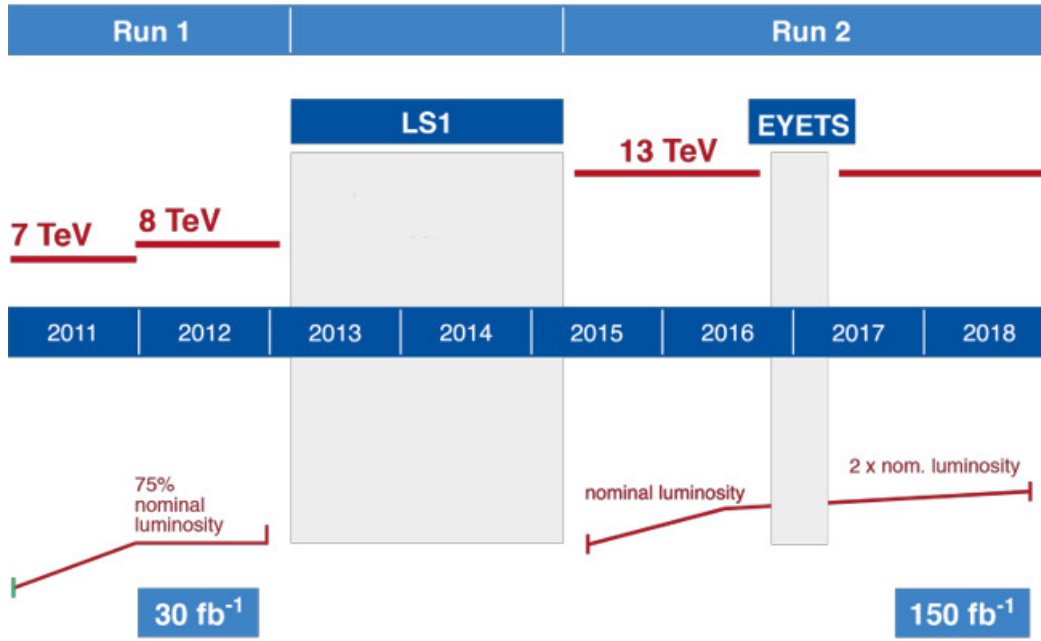 Run 1
Run 2
LS1
EYETS
13 TeV
7 TeV
8 TeV
2011
2012
2013
2014
2015
2016
2017
2018
75%
nominal
luminosity
nominal luminosity
2 x nom. luminosity
30 fb⁻¹
150 fb⁻¹